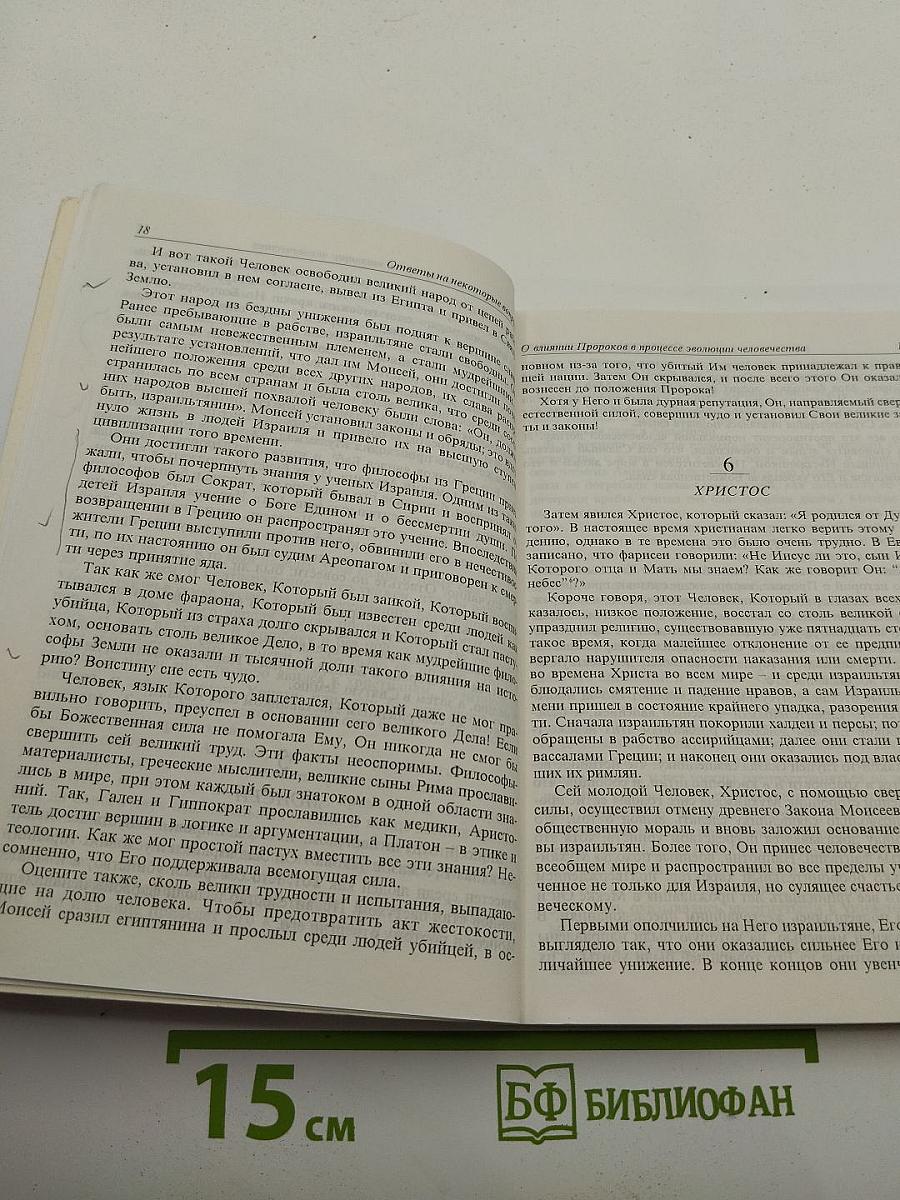 18
Ответы на некоторые
И вот такой Человек освободил великий народ от цепей
ва, установил в нем согласие, вывел из Египта и привел в
Землю.
Этот народ из бездны унижения был поднят к вершине
Ранее пребывающие в рабстве, израильтяне стали свободны,
были самым невежественным племенем, а стали мудрейшим
результате установлений, что дал им Моисей, они достигли
нейшего положения среди всех других народов, их слава
странилась по всем странам и была столь велика, что среди
них народов высшей похвалой человеку были слова: «Он, долж
быть, израильтянин». Моисей установил законы и обряды; это
нуло жизнь в людей Израиля и привело их на высшую
цивилизации того времени.
Они достигли такого развития, что философы из Греции
жали, чтобы почерпнуть знания у ученых Израиля. Одним из
философов был Сократ, который бывал в Сирии и воспринял
детей Израиля учение о Боге Едином и о бессмертии души.
возвращении в Грецию он распространял это учение. Впоследств
жители Греции выступили против него, обвинили его в нечестивос
ти, по их настоянию он был судим Ареопагом и приговорен к смер
ти через принятие яда.
Так как же смог Человек, Который был заикой, Который воспи
тывался в доме фараона, Который был известен среди людей как
убийца, Который из страха долго скрывался и Который стал пасту
хом, основать столь великое Дело, в то время как мудрейшие фило-
софы Земли не оказали и тысячной доли такого влияния на исто-
рию? Воистину сие есть чудо.
Человек, язык Которого заплетался, Который даже не мог пра-
вильно говорить, преуспел в основании сего великого Дела! Если
бы Божественная сила не помогала Ему, Он никогда не смог бы
свершить сей великий труд. Эти факты неоспоримы. Философы-
материалисты, греческие мыслители, великие сыны Рима прослави-
лись в мире, при этом каждый был знатоком в одной области зна-
ний. Так, Гален и Гиппократ прославились как медики, Аристо-
тель достиг вершин в логике и аргументации, а Платон – в этике и
теологии. Как же мог простой пастух вместить все эти знания? Не-
сомненно, что Его поддерживала всемогущая сила.
Оцените также, сколь велики трудности и испытания, выпадаю-
щие на долю человека. Чтобы предотвратить акт жестокости,
Моисей сразил египтянина и прослыл среди людей убийцей, в ос-
О влиянии Пророков в процессе эволюции человечества
новном из-за того, что убитый Им человек принадлежал к прав
щей нации. Затем Он скрывался, и после всего этого Он оказал
вознесен до положения Пророка!
Хотя у Него и была дурная репутация, Он, направляемый сверх
естественной силой, совершил чудо и установил Свои великие за
ты и законы!
6
ХРИСТОС
Затем явился Христос, который сказал: «Я родился от Ду
того». В настоящее время христианам легко верить этому
дению, однако в те времена это было очень трудно. В Ев
записано, что фарисеи говорили: «Не Иисус ли это, сын И
Которого отца и Мать мы знаем? Как же говорит Он: “
небес”*?»
Короче говоря, этот Человек, Который в глазах всех
казалось, низкое положение, восстал со столь великой
упразднил религию, существовавшую уже пятнадцать сто
такое время, когда малейшее отклонение от ее предпи
вергало нарушителя опасности наказания или смерти.
во времена Христа во всем мире – и среди израильтян
блюдались смятение и падение нравов, а сам Израиль
мени пришел в состояние крайнего упадка, разорения
ти. Сначала израильтян покорили халдеи и персы; по
обращены в рабство ассирийцами; далее они стали
вассалами Греции; и наконец они оказались под влас
ших их римлян.
Сей молодой Человек, Христос, с помощью свер
силы, осуществил отмену древнего Закона Моисеев
общественную мораль и вновь заложил основание
вы израильтян. Более того, Он принес человечеств
всеобщем мире и распространил во все пределы уч
ченное не только для Израиля, но сулящее счастье
веческому.
Первыми ополчились на Него израильтяне, Его
выглядело так, что они оказались сильнее Его и
личайшее унижение. В конце концов они увенч
15 см
БФ БИБЛИОФАН